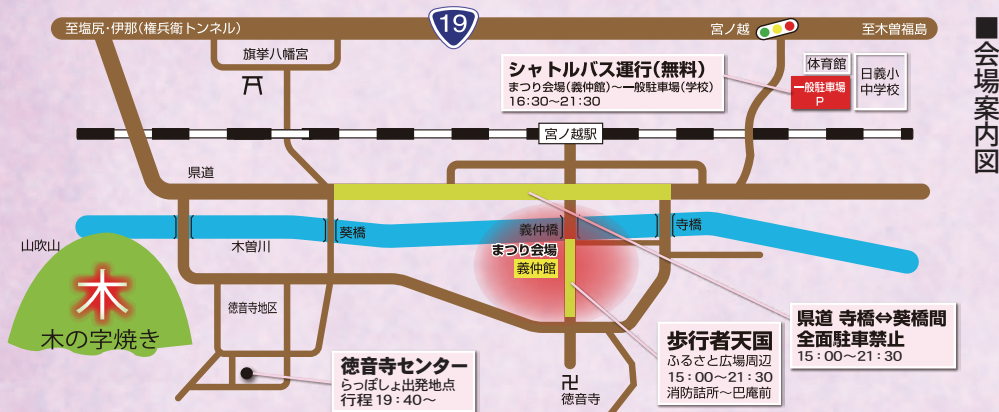 ■会場案内図
至塩尻・伊那(権兵衛トンネル)
19
宮ノ越
至木曽福島
旗挙八幡宮
シャトルバス運行(無料)
まつり会場(義仲館)～一般駐車場(学校)
16:30～21:30
体育館
一般駐車場
P
日義小
中学校
宮ノ越駅
県道
山吹山
木曽川
葵橋
義仲橋
寺橋
まつり会場
義仲館
木
木の字焼き
徳音寺地区
徳音寺センター
らっぽしょ出発地点
行程19:40～
卍
徳音寺
歩行者天国
ふるさと広場周辺
15:00～21:30
消防詰所～巴庵前
県道 寺橋⇔葵橋間
全面駐車禁止
15:00～21:30